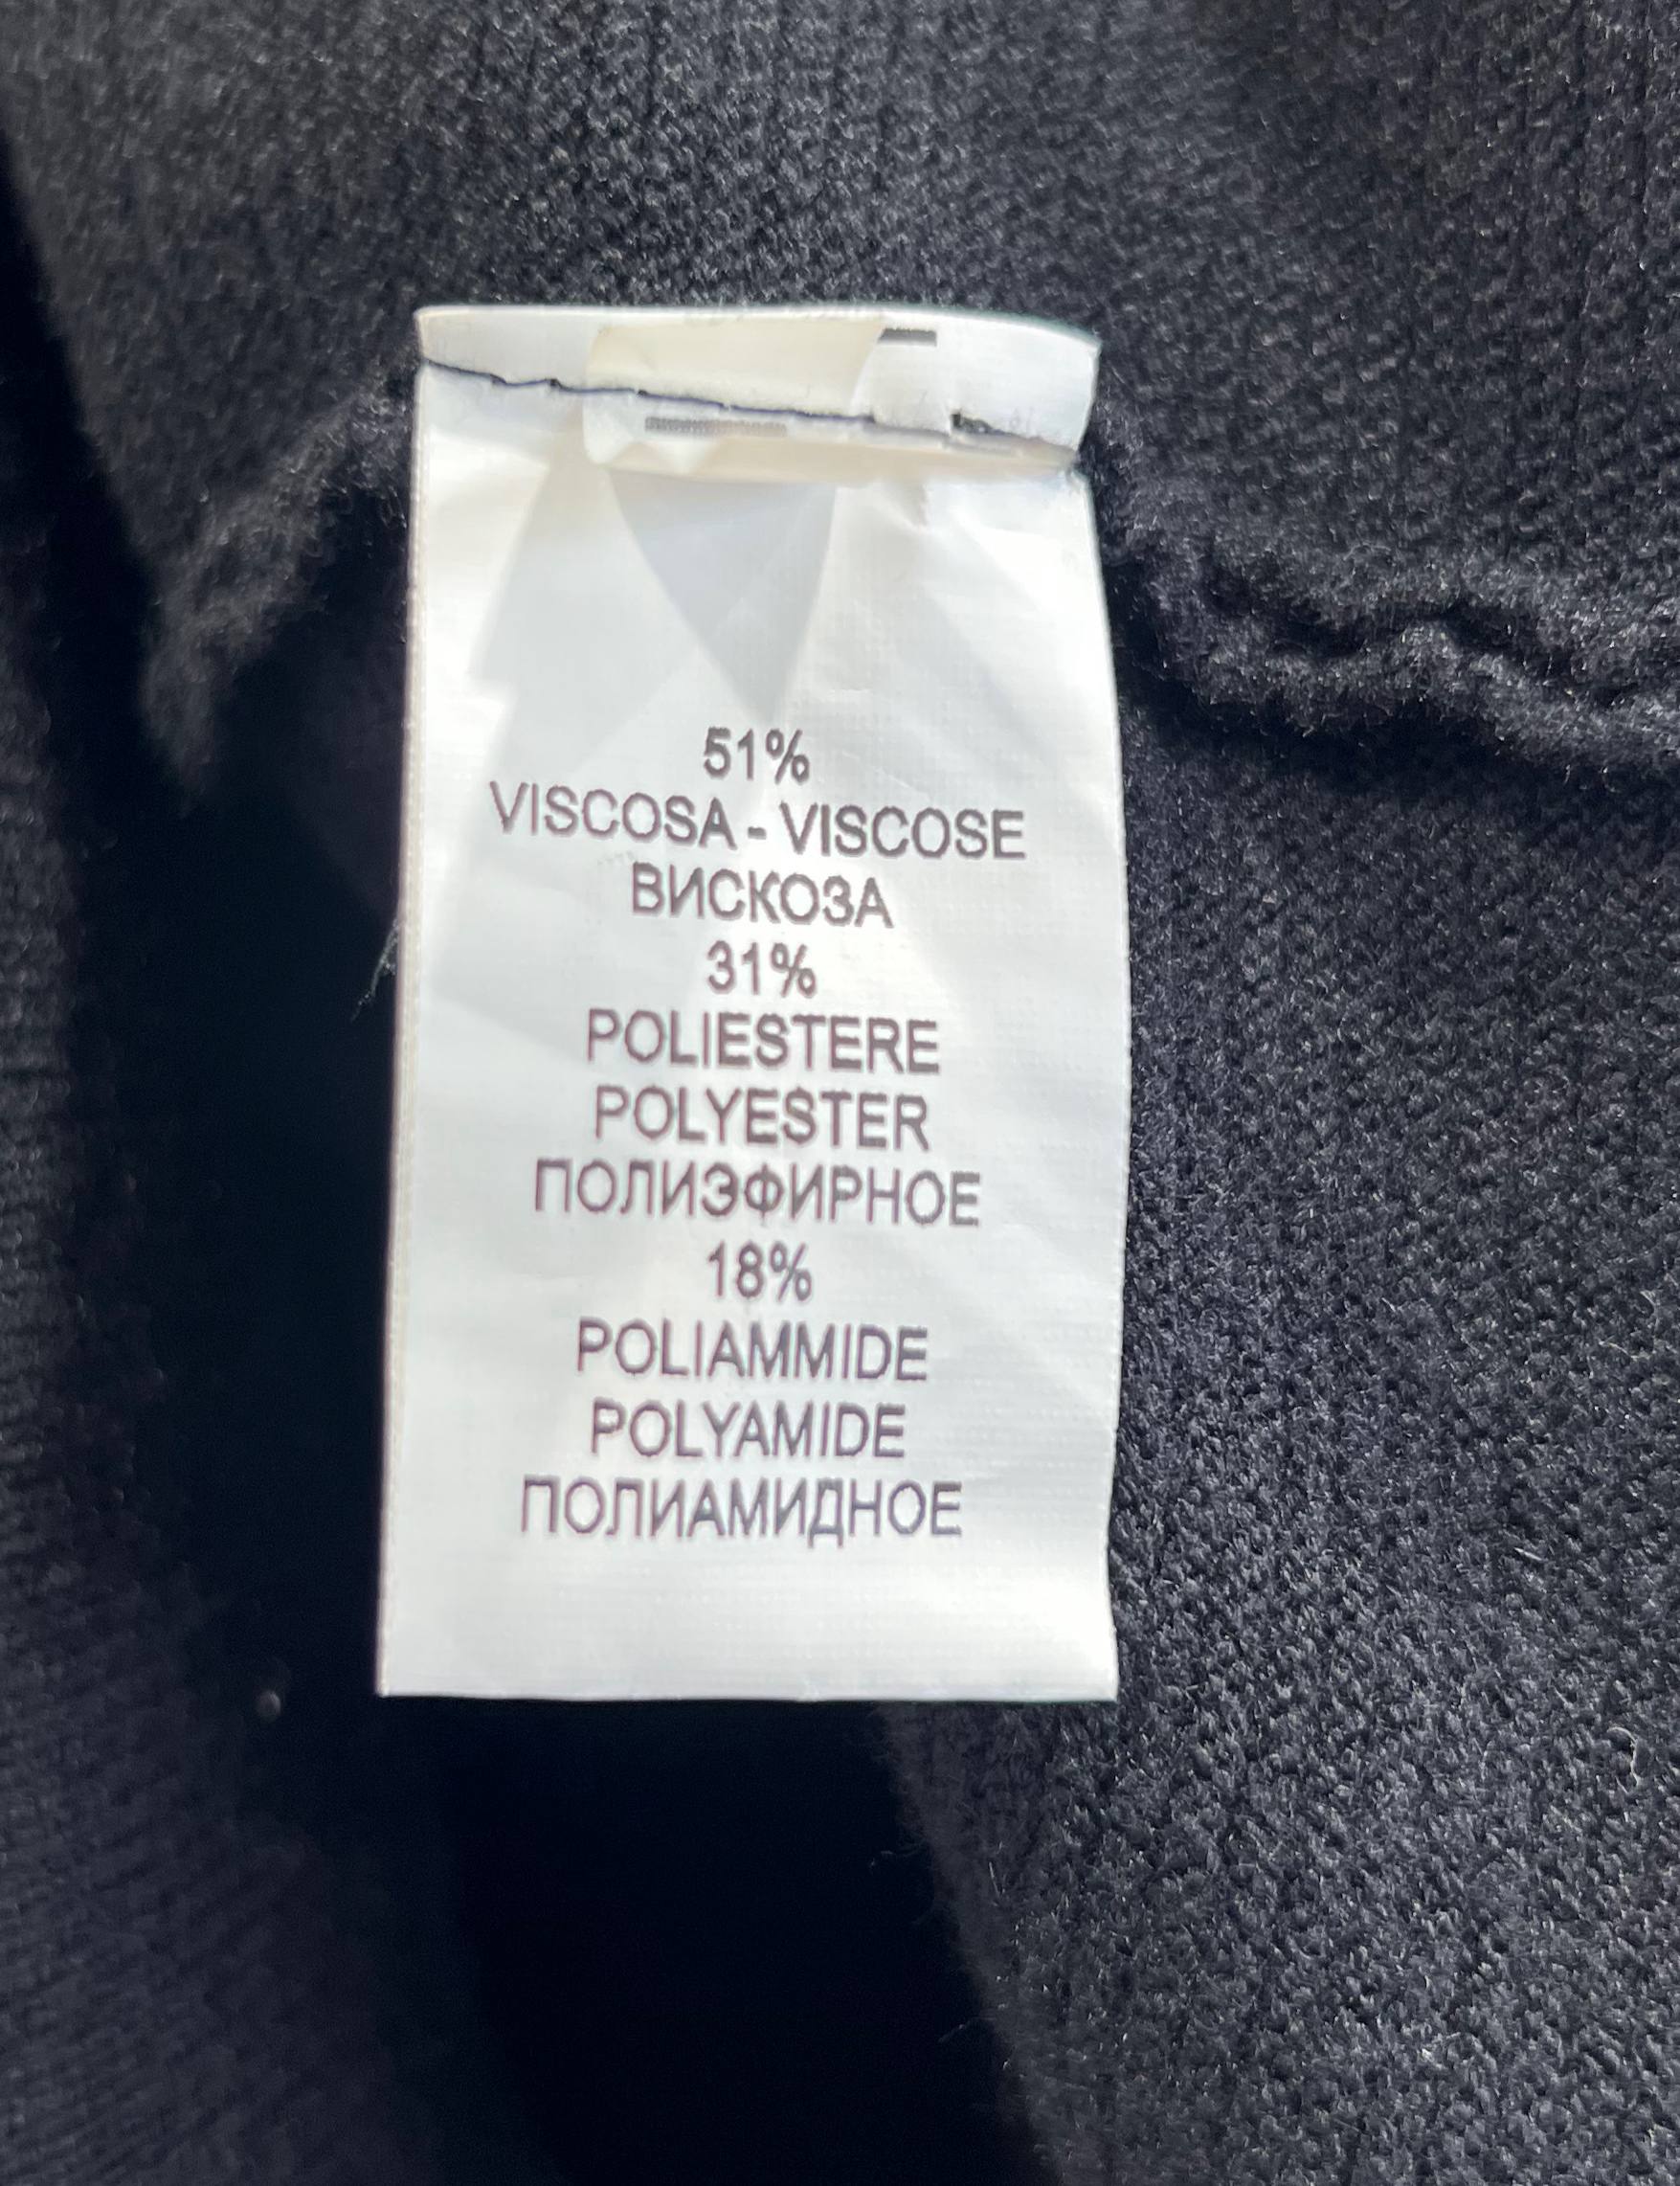 51%
VISCOSA - VISCOSE
ВИСКОЗА
31%
POLIESTERE
POLYESTER
ПОЛИЭФИРНОЕ
18%
POLIAMMIDE
POLYAMIDE
ПОЛИАМИДНОЕ